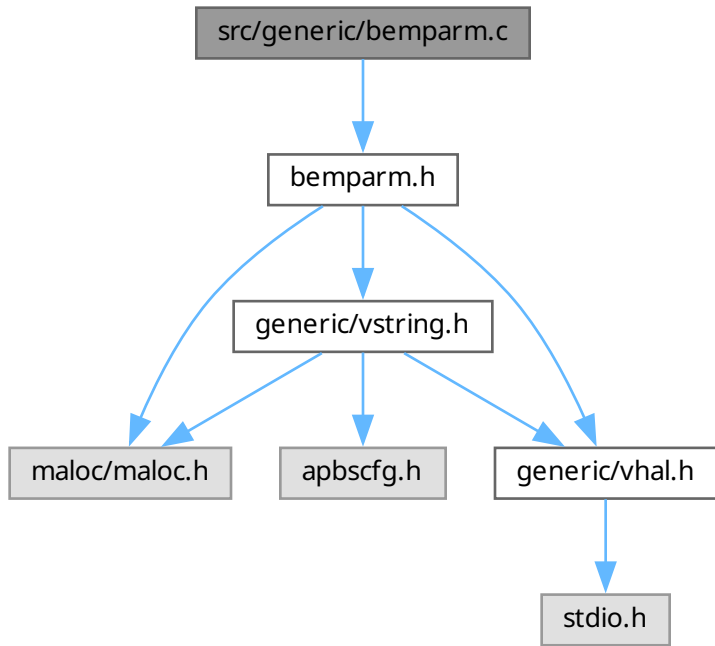 src/generic/bemparm.c
bemparm.h
generic/vstring.h
maloc/maloc.h
apbscfg.h
generic/vhal.h
stdio.h